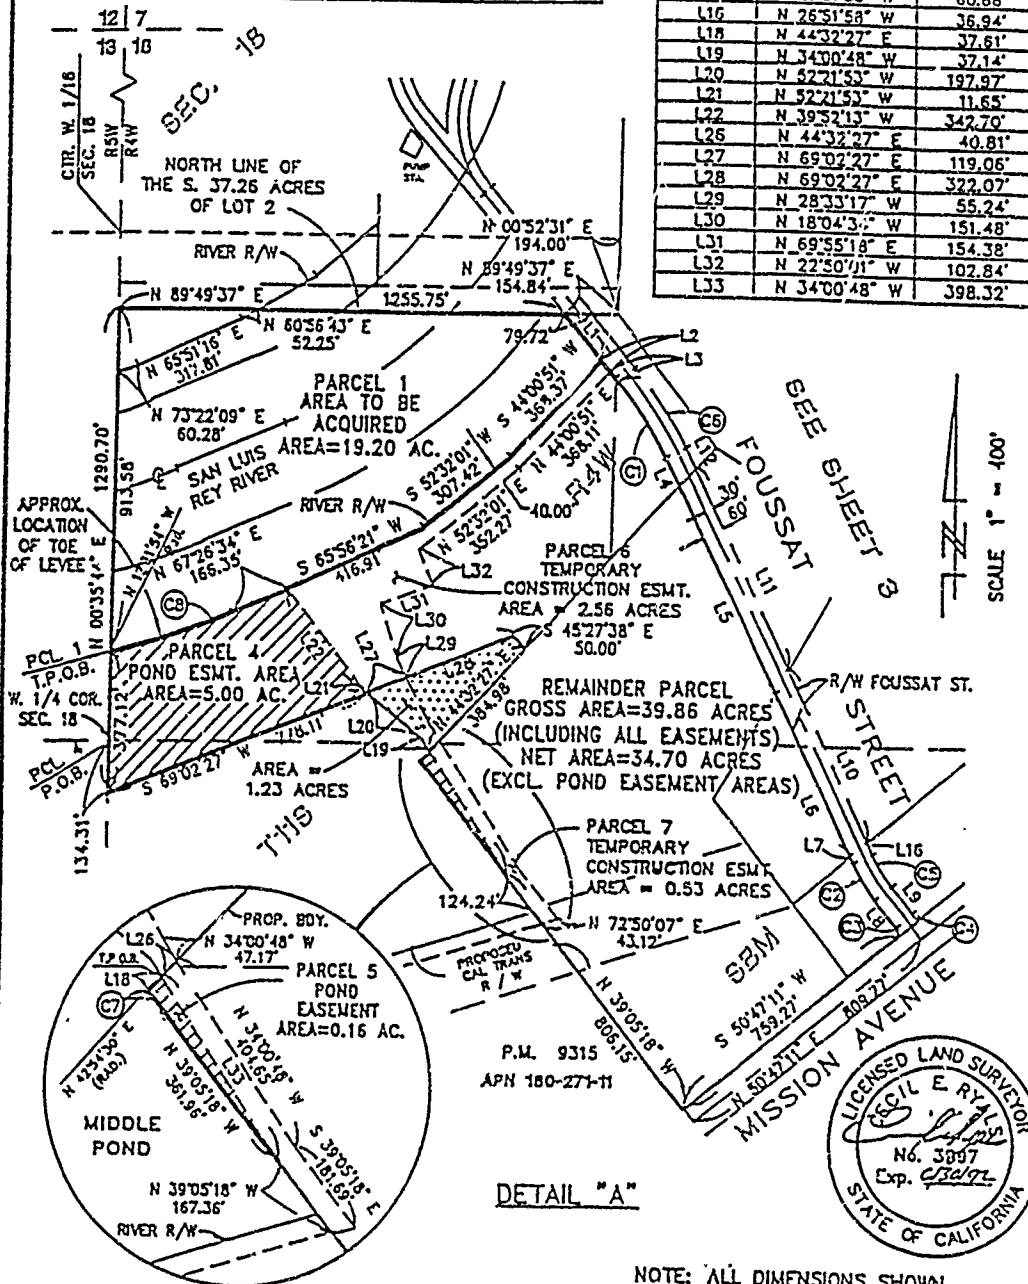 L16 N 26°51'58" W 36.94'
L18 N 44°32'27" E 37.61'
L19 N 34°00'48" W 37.14'
L20 N 52°21'53" W 197.97'
L21 N 52°21'53" W 11.65'
L22 N 39°52'13" W 342.70'
L26 N 44°32'27" E 40.81'
L27 N 69°02'27" E 119.06'
L28 N 69°02'27" E 322.07'
L29 N 28°33'17" W 55.24'
L30 W 151.48'
L31 N 69°55'18" E 154.38'
L32 W 102.84'
L33 N 34°00'48" W 398.32'
12 7
13 18
SEC. 18
CTR. W. 1/16
SEC. 18
R5W
R4W
NORTH LINE OF
THE S. 37.26 ACRES
OF LOT 2
PUMP
STA.
RIVER R/W
N 00°52'31" E
194.00'
N 89°49'37" E
154.84'
N 89°49'37" E
1255.75'
N 60°56'43" E
52.25'
79.72'
L1
L2
L3
N 65°51'16" E
317.81'
N 73°22'09" E
60.28'
PARCEL 1
AREA TO BE
ACQUIRED
AREA=19.20 AC.
S 44°00'51" W
368.37'
N 44°00'51" E
368.11'
S 52°32'01" W
307.42'
N 52°32'01" E
352.27'
40.00'
R/W
SAN LUIS
REY RIVER
RIVER R/W
1290.70'
913.58'
APPROX.
LOCATION
OF TOE
OF LEVEE
N 67°26'34" E
166.35'
S 65°56'21" W
416.91'
C8
C1
C6
L4
L12
30'
60'
FOUSSAT
STREET
SEE SHEET 3
SCALE 1" = 400'
L32
L31
L30
L29
PARCEL 6
TEMPORARY
CONSTRUCTION ESMT.
AREA = 2.56 ACRES
S 45°27'38" E
50.00'
L11
L5
R/W FOUSSAT ST.
PCL. 1
T.P.O.B.
W. 1/4 COR.
SEC. 18
377.12'
PCL.
P.O.B.
134.31'
PARCEL 4
POND ESMT. AREA
AREA=5.00 AC.
L22
L21
L27
L28
L20
L19
N 44°32'27" E
384.98'
S 69°02'27" W
AREA =
1.23 ACRES
REMAINDER PARCEL
GROSS AREA=39.86 ACRES
(INCLUDING ALL EASEMENTS)
NET AREA=34.70 ACRES
(EXCL. POND EASEMENT AREAS)
L10
L6
L7
L16
C2
C5
L9
L8
C3
C4
THS
PARCEL 7
TEMPORARY
CONSTRUCTION ESMT
AREA = 0.53 ACRES
124.24'
N 72°50'07" E
43.12'
PROPOSED
CAL TRANS
R / W
SBM
N 39°05'18" W
806.15'
S 50°47'11" W
759.27'
N 50°47'11" E
809.27'
MISSION AVENUE
P.M. 9315
APN 160-271-11
PROP. BDY.
L26
N 34°00'48" W
47.17'
T.P.O.B.
L18
C7
PARCEL 5
POND
EASEMENT
AREA=0.16 AC.
N 42°54'50" E
(RAD.)
N 34°00'48" W
404.65'
L33
N 39°05'18" W
361.96'
S 39°05'18" E
181.69'
MIDDLE
POND
N 39°05'18" W
167.36'
RIVER R/W
DETAIL "A"
LICENSED LAND SURVEYOR
CECIL E. RYALS
No.
Exp.
STATE OF CALIFORNIA
NOTE: ALL DIMENSIONS SHOWN